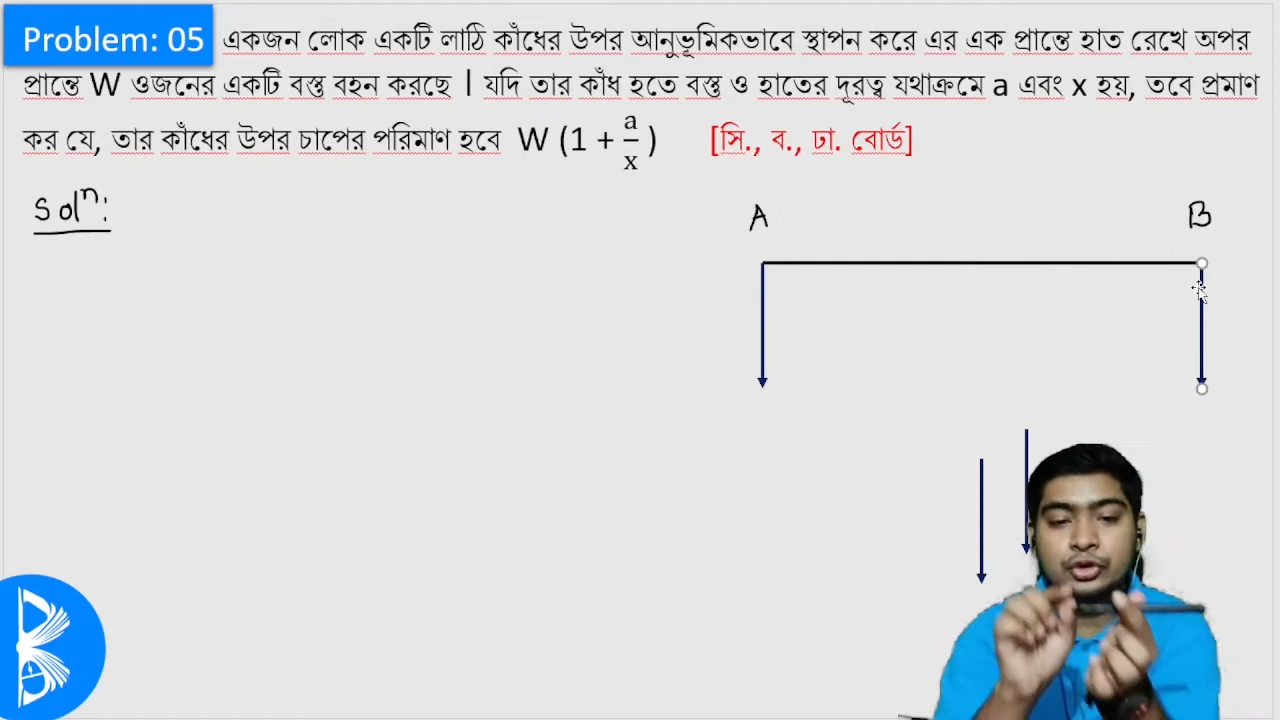 Problem: 05 একজন লোক একটি লাঠি কাঁধের উপর আনুভূমিকভাবে স্থাপন করে এর এক প্রান্তে হাত রেখে অপর
প্রান্তে W ওজনের একটি বস্তু বহন করছে । যদি তার কাঁধ হতে বস্তু ও হাতের দূরত্ব যথাক্রমে a এবং x হয়, তবে প্রমাণ
কর যে, তার কাঁধের উপর চাপের পরিমাণ হবে W (1 + a/x) [সি., ব., ঢা. বোর্ড]
Solⁿ:
A B